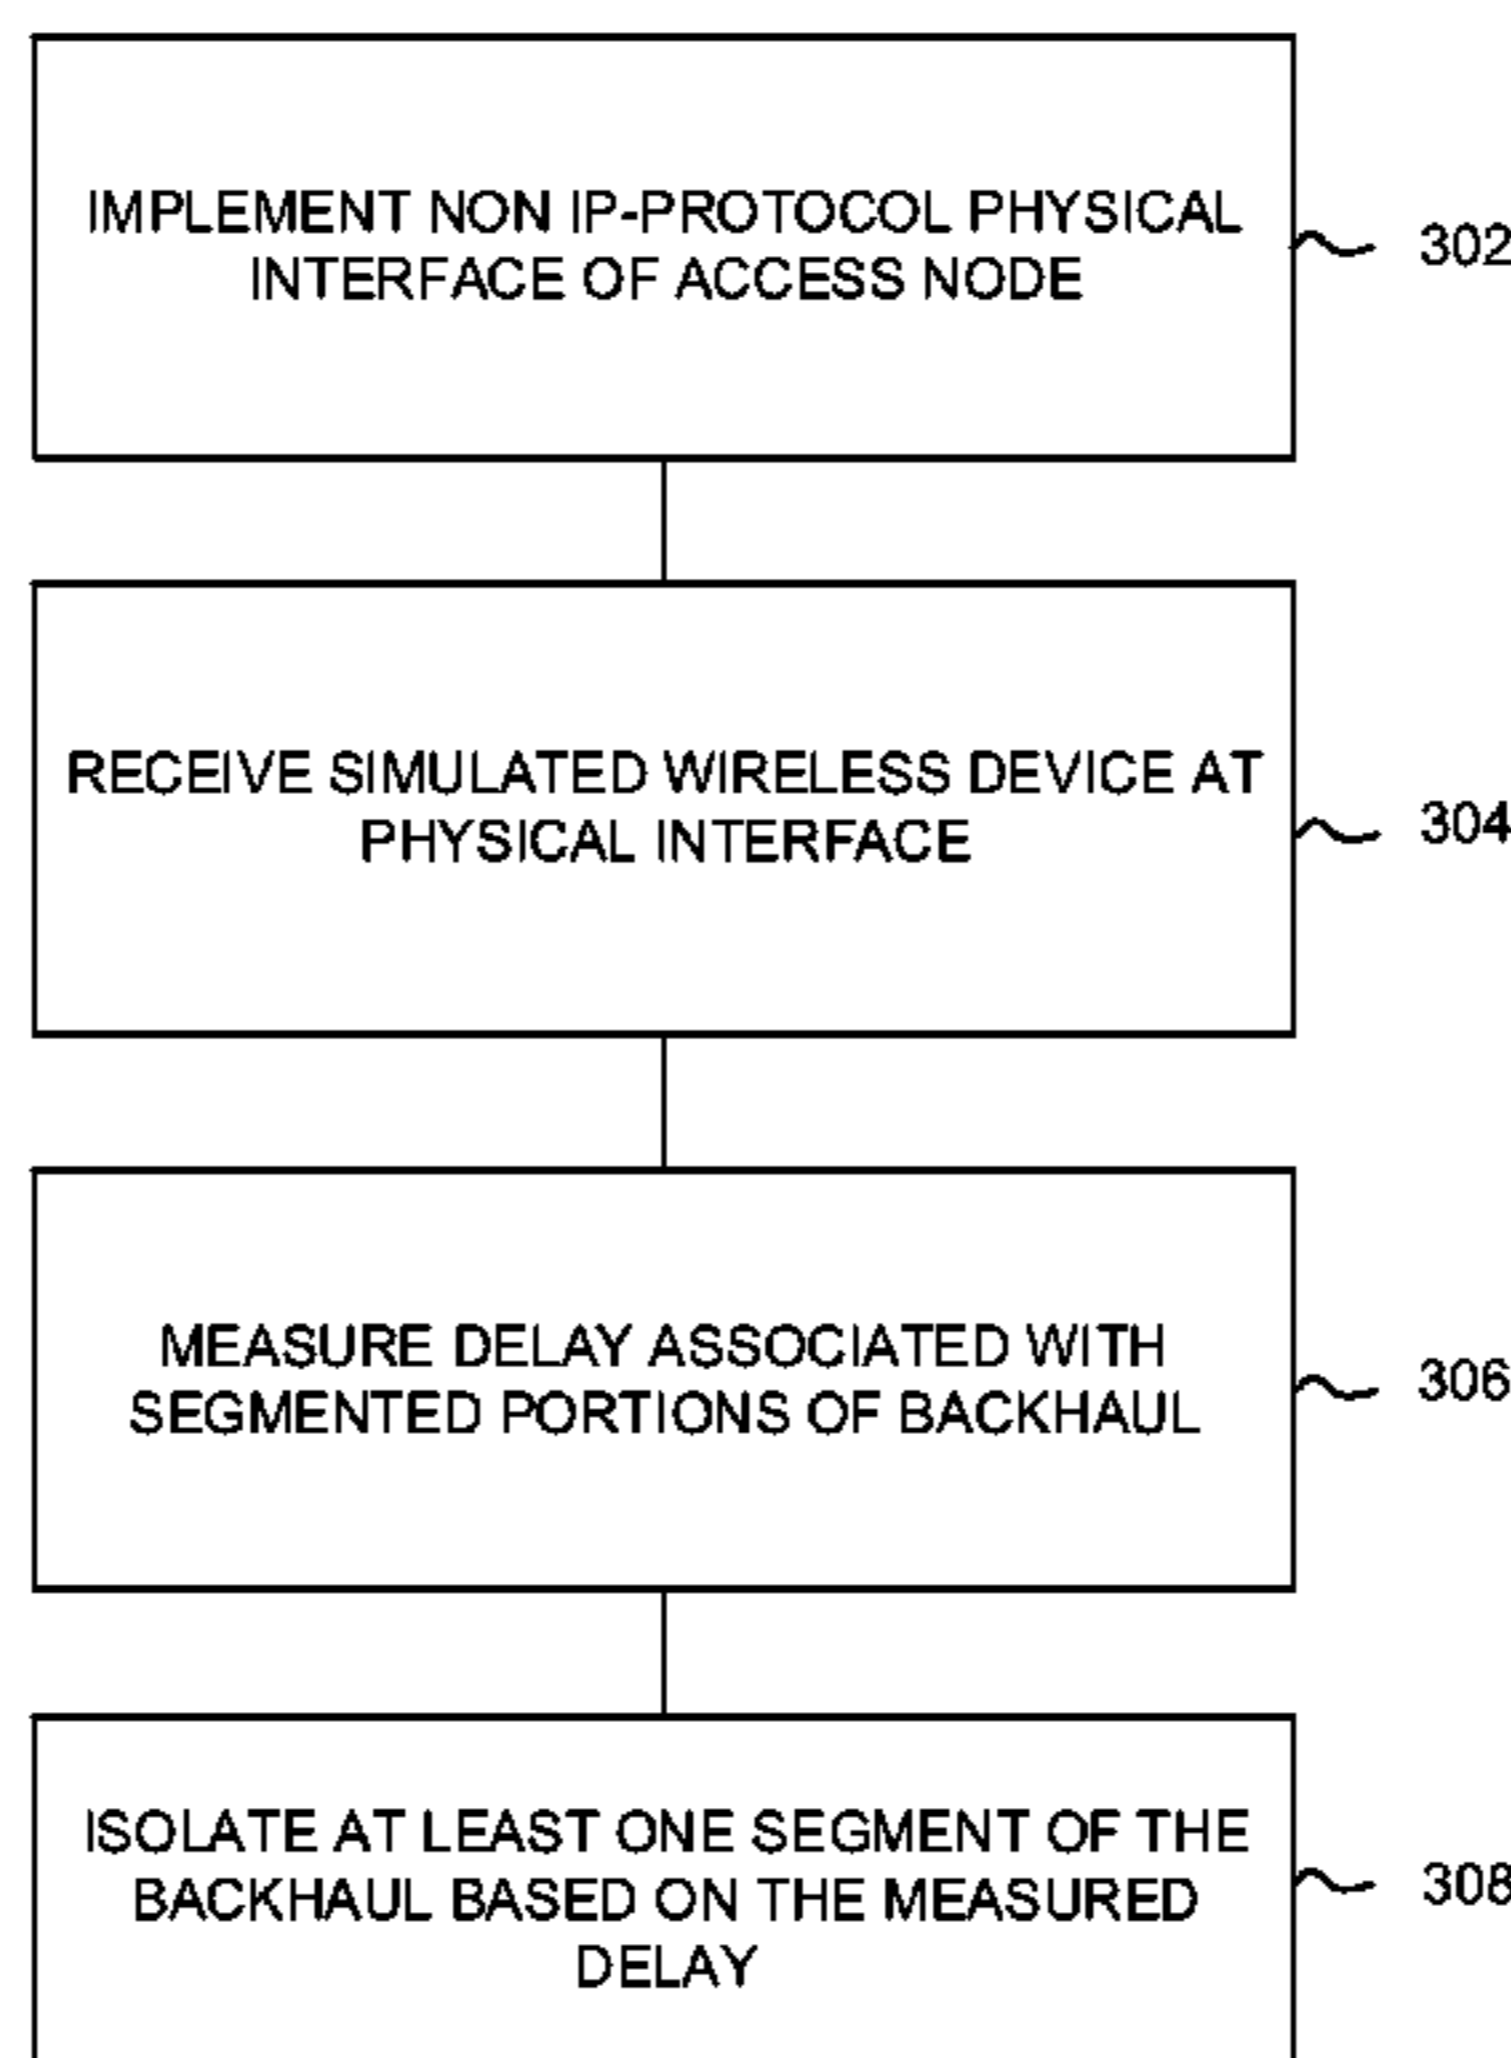 IMPLEMENT NON IP-PROTOCOL PHYSICAL
INTERFACE OF ACCESS NODE
302
RECEIVE SIMULATED WIRELESS DEVICE AT
PHYSICAL INTERFACE
304
MEASURE DELAY ASSOCIATED WITH
SEGMENTED PORTIONS OF BACKHAUL
306
ISOLATE AT LEAST ONE SEGMENT OF THE
BACKHAUL BASED ON THE MEASURED
DELAY
308